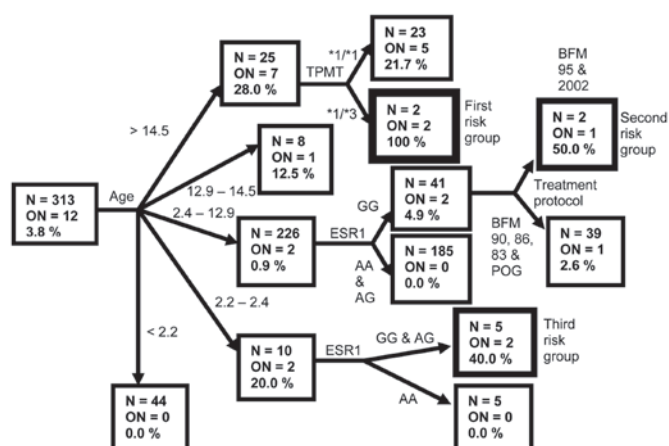 N = 25
ON = 7
28.0 %
TPMT
*1/*1
N = 23
ON = 5
21.7 %
*1/*3
N = 2
ON = 2
100 %
First
risk
group
> 14.5
N = 8
ON = 1
12.5 %
12.9 – 14.5
N = 313
ON = 12
3.8 %
Age
2.4 – 12.9
N = 226
ON = 2
0.9 %
ESR1
GG
N = 41
ON = 2
4.9 %
BFM
95 &
2002
N = 2
ON = 1
50.0 %
Second
risk
group
Treatment
protocol
BFM
90, 86,
83 &
POG
N = 39
ON = 1
2.6 %
AA
&
AG
N = 185
ON = 0
0.0 %
2.2 – 2.4
N = 10
ON = 2
20.0 %
ESR1
GG & AG
N = 5
ON = 2
40.0 %
Third
risk
group
AA
N = 5
ON = 0
0.0 %
< 2.2
N = 44
ON = 0
0.0 %